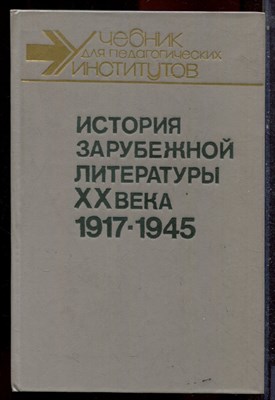 Учебник
для педагогических
институтов
ИСТОРИЯ
ЗАРУБЕЖНОЙ
ЛИТЕРАТУРЫ
XX ВЕКА
1917·1945